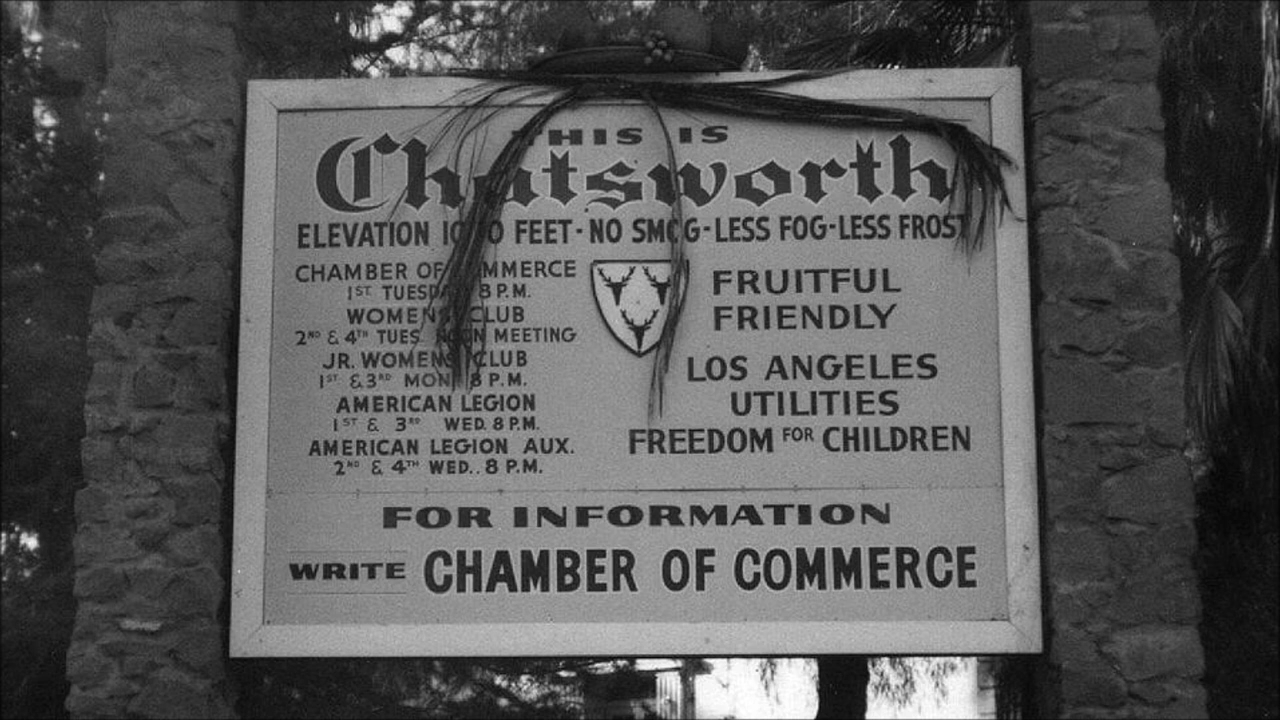 THIS IS
Chatsworth
ELEVATION FEET - NO SMOG - LESS FOG - LESS FROST
CHAMBER OF COMMERCE
1ST TUESDAY 8 P.M.
WOMENS CLUB
2ND & 4TH TUES NOON MEETING
JR. WOMENS CLUB
1ST & 3RD MON 8 P.M.
AMERICAN LEGION
1ST & 3RD WED. 8 P.M.
AMERICAN LEGION AUX.
2ND & 4TH WED.. 8 P.M.
FRUITFUL
FRIENDLY
LOS ANGELES
UTILITIES
FREEDOM FOR CHILDREN
FOR INFORMATION
WRITE CHAMBER OF COMMERCE